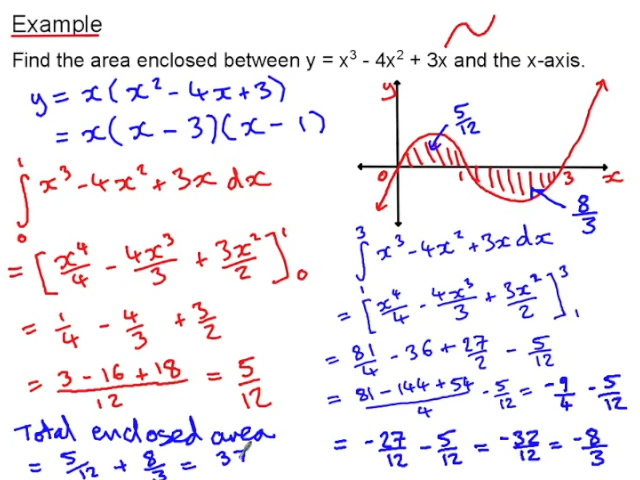 Example
Find the area enclosed between y = x³ - 4x² + 3x and the x-axis.
y = x(x² - 4x + 3)
= x(x - 3)(x - 1)
∫₀¹ x³ - 4x² + 3x dx
= [x⁴/4 - 4x³/3 + 3x²/2]₀¹
= 1/4 - 4/3 + 3/2
= (3 - 16 + 18)/12 = 5/12
Total enclosed area
= 5/12 + 8/3 = 37
y
5/12
0 1 3 x
8/3
∫₁³ x³ - 4x² + 3x dx
= [x⁴/4 - 4x³/3 + 3x²/2]₁³
= 81/4 - 36 + 27/2 - 5/12
= (81 - 144 + 54)/4 - 5/12 = -9/4 - 5/12
= -27/12 - 5/12 = -32/12 = -8/3